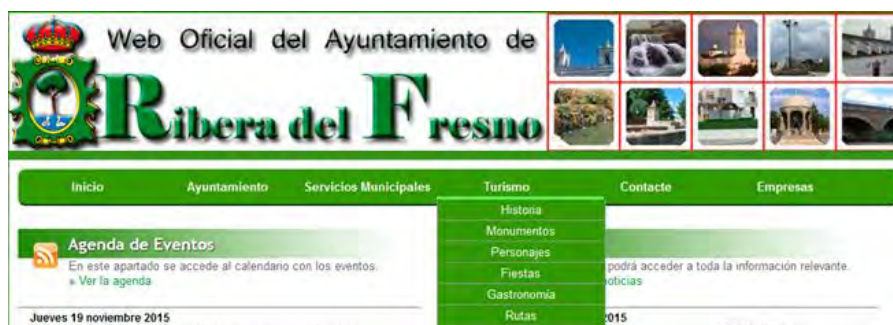 Web Oficial del Ayuntamiento de
Ribera del Fresno
Inicio Ayuntamiento Servicios Municipales Turismo Contacte Empresas
Historia
Monumentos
Personajes
Fiestas
Gastronomía
Rutas
Agenda de Eventos
En este apartado se accede al calendario con los eventos.
» Ver la agenda
Jueves 19 noviembre 2015
podrá acceder a toda la información relevante.
noticias
2015